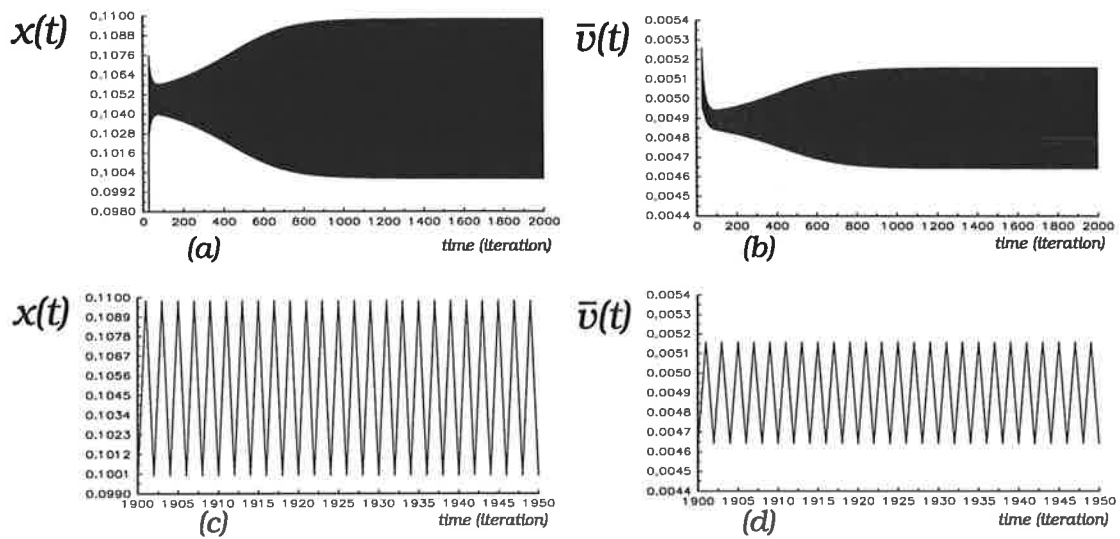 x(t)
0.1100
0.1088
0.1076
0.1064
0.1052
0.1040
0.1028
0.1016
0.1004
0.0992
0.0980
0 200 400 600 800 1000 1200 1400 1600 1800 2000
time (iteration)
(a)
v̄(t)
0.0054
0.0053
0.0052
0.0051
0.0050
0.0049
0.0048
0.0047
0.0046
0.0045
0.0044
0 200 400 600 800 1000 1200 1400 1600 1800 2000
time (iteration)
(b)
x(t)
0.1100
0.1089
0.1078
0.1067
0.1056
0.1045
0.1034
0.1023
0.1012
0.1001
0.0990
1900 1905 1910 1915 1920 1925 1930 1935 1940 1945 1950
time (iteration)
(c)
v̄(t)
0.0054
0.0053
0.0052
0.0051
0.0050
0.0049
0.0048
0.0047
0.0046
0.0045
0.0044
1900 1905 1910 1915 1920 1925 1930 1935 1940 1945 1950
time (iteration)
(d)